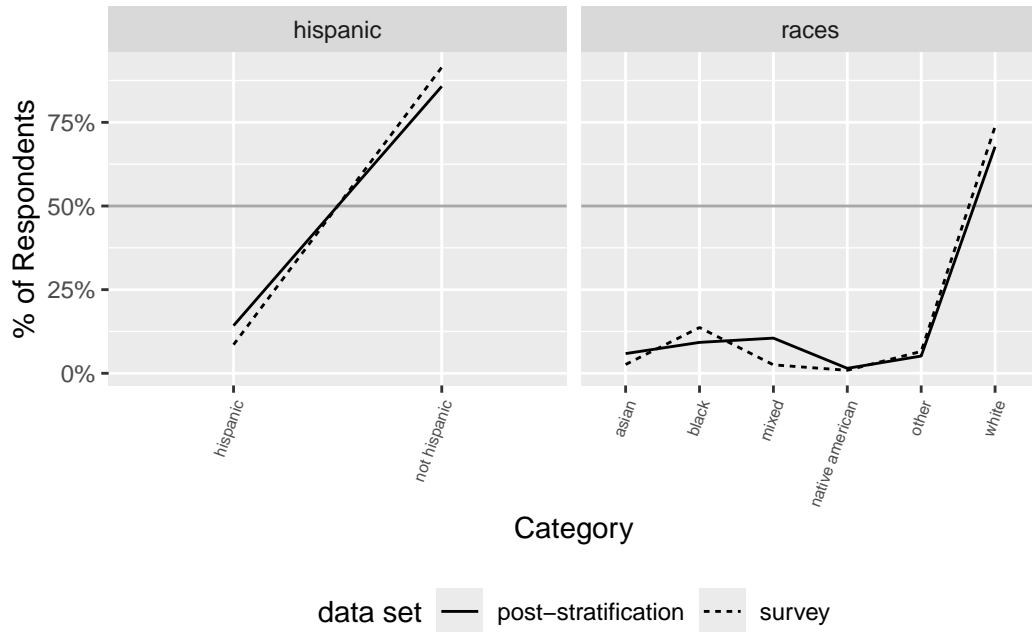 hispanic
races
% of Respondents
75%
50%
25%
0%
hispanic
not hispanic
asian
black
mixed
native american
other
white
Category
data set
post−stratification
survey